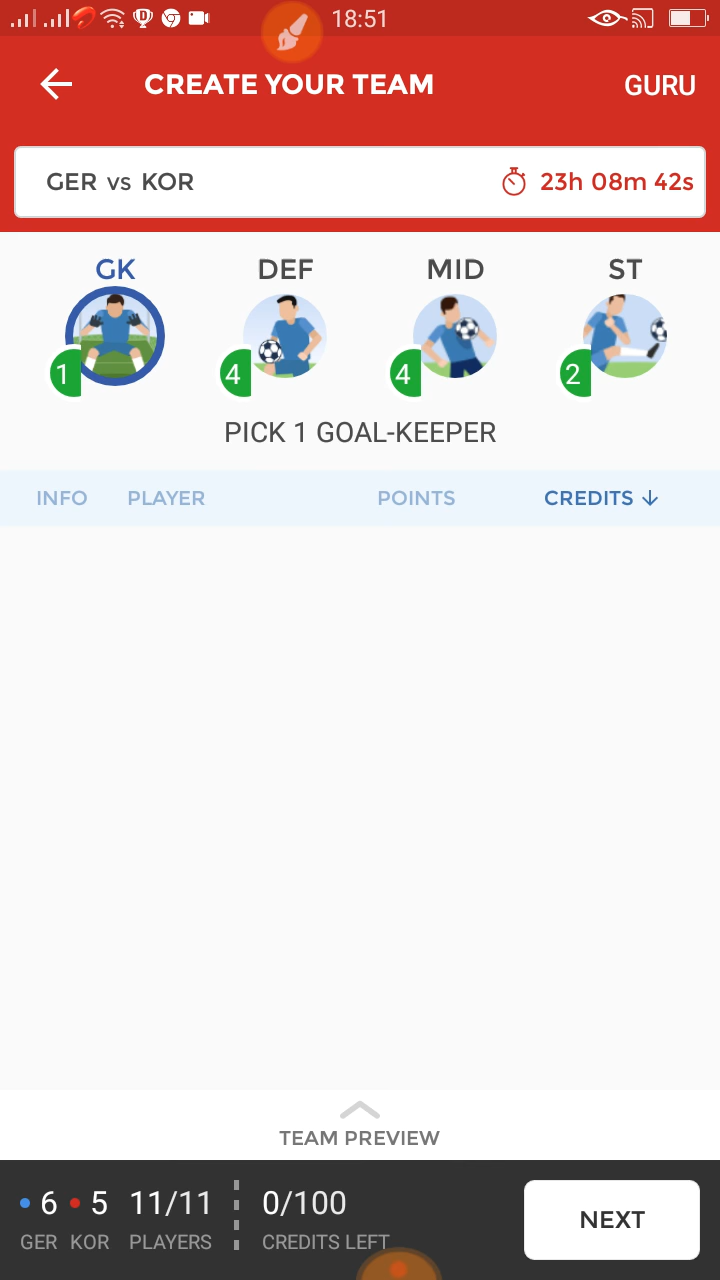 18:51
CREATE YOUR TEAM GURU
GER vs KOR 23h 08m 42s
GK DEF MID ST
1 4 4 2
PICK 1 GOAL-KEEPER
INFO PLAYER POINTS CREDITS
TEAM PREVIEW
6 5 11/11 0/100
GER KOR PLAYERS CREDITS LEFT
NEXT